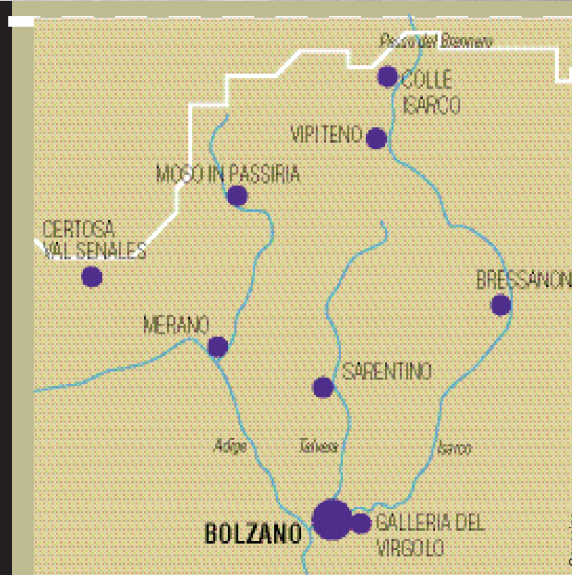 Passo del Brennero
COLLE
ISARCO
VIPITENO
MOSO IN PASSIRIA
CERTOSA
VAL SENALES
BRESSANON
MERANO
SARENTINO
Adige
Talvera
Isarco
BOLZANO
GALLERIA DEL
VIRGOLO